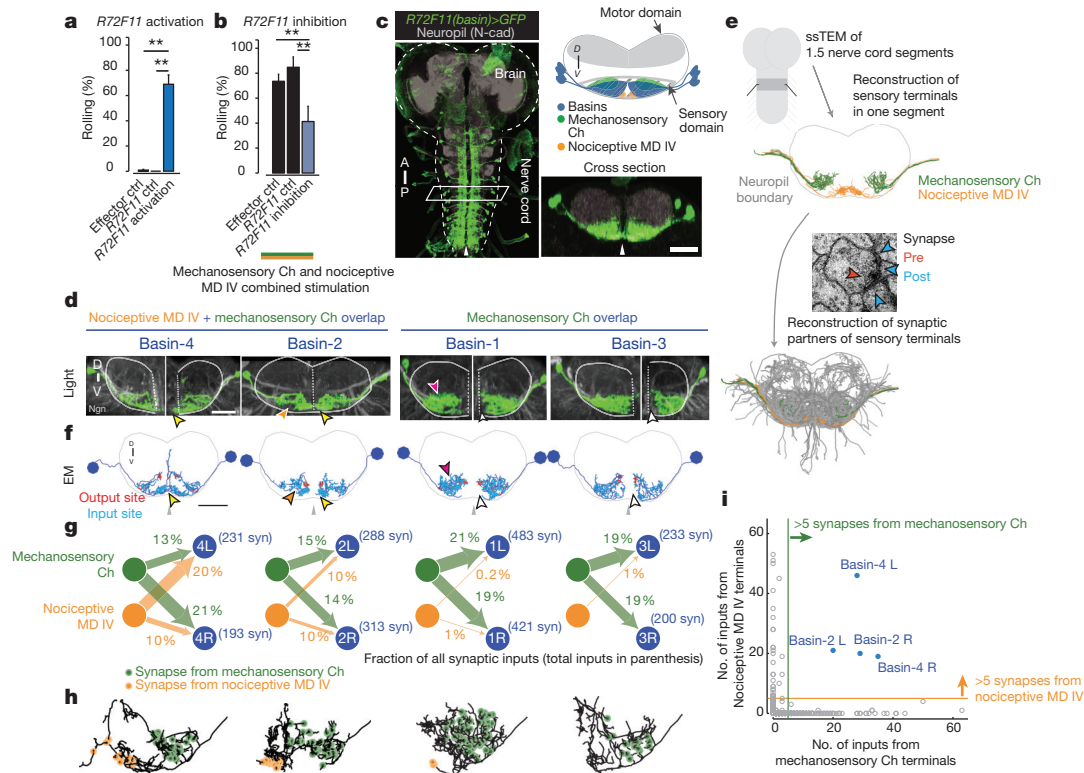 a
R72F11 activation
**
**
Rolling (%)
100
80
60
40
20
0
Effector ctrl
R72F11 ctrl
R72F11 activation
b
R72F11 inhibition
**
**
Rolling (%)
100
80
60
40
20
0
Effector ctrl
R72F11 ctrl
R72F11 inhibition
Mechanosensory Ch and nociceptive
MD IV combined stimulation
c
R72F11(basin)>GFP
Neuropil (N-cad)
Brain
A
P
Nerve cord
Motor domain
D
V
Basins
Mechanosensory
Ch
Nociceptive MD IV
Sensory
domain
Cross section
d
Nociceptive MD IV + mechanosensory Ch overlap
Mechanosensory Ch overlap
Basin-4
Basin-2
Basin-1
Basin-3
Light
D
V
Ngn
f
EM
D
V
Output site
Input site
g
Mechanosensory
Ch
Nociceptive
MD IV
13%
4L
(231 syn)
20%
21%
10%
4R
(193 syn)
15%
2L
(288 syn)
10%
14%
10%
2R
(313 syn)
21%
1L
(483 syn)
0.2%
19%
1%
1R
(421 syn)
19%
3L
(233 syn)
1%
19%
3R
(200 syn)
Fraction of all synaptic inputs (total inputs in parenthesis)
Synapse from mechanosensory Ch
Synapse from nociceptive MD IV
h
e
ssTEM of
1.5 nerve cord segments
Reconstruction of
sensory terminals
in one segment
Neuropil
boundary
Mechanosensory Ch
Nociceptive MD IV
Synapse
Pre
Post
Reconstruction of synaptic
partners of sensory terminals
i
>5 synapses from mechanosensory Ch
No. of inputs from
Nociceptive MD IV terminals
60
40
20
0
Basin-4 L
Basin-2 L
Basin-2 R
Basin-4 R
>5 synapses from
nociceptive MD IV
0
20
40
60
No. of inputs from
mechanosensory Ch terminals